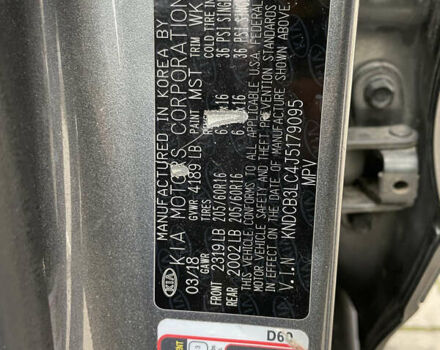 MANUFACTURED IN KOREA BY
KIA MOTORS CORPORATION
KIA
03/18 GVWR 4189 LB PAINT MST TRIM WK
GAWR TIRES COLD TIRE IN
FRONT 2319 LB 205/60R16 36 PSI SING
REAR 2002 LB 205/60R16 36 PSI SING
THIS VEHICLE CONFORMS TO ALL APPLICABLE U.S.A. FEDERAL
MOTOR VEHICLE SAFETY AND THEFT PREVENTION STANDARDS
IN EFFECT ON THE DATE OF MANUFACTURE SHOWN ABOVE.
V.I.N KNDCB3LC4J5179095
MPV
D60